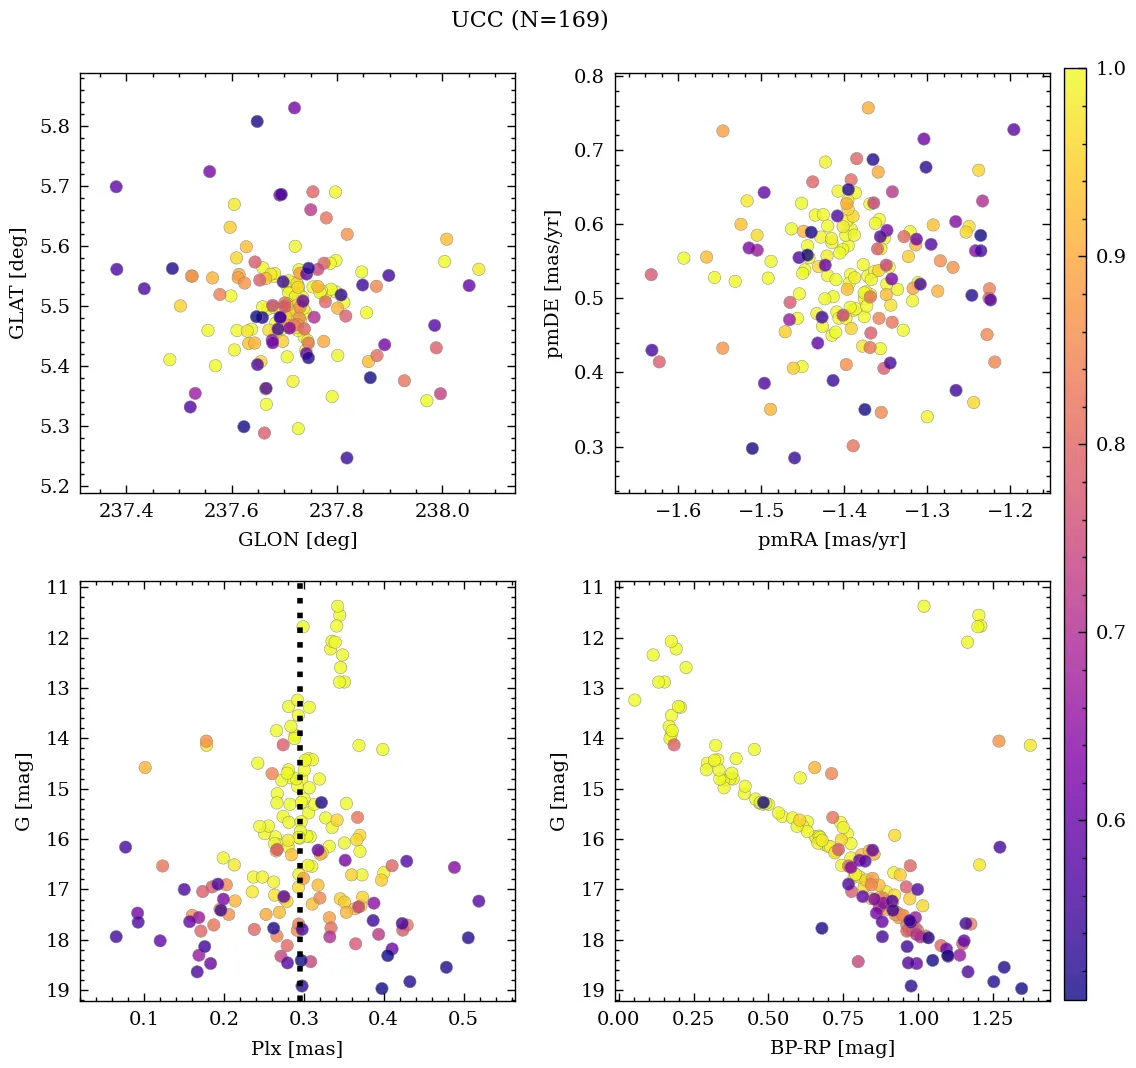 UCC (N=169)
5.8
5.7
5.6
5.5
5.4
5.3
5.2
GLAT [deg]
237.4 237.6 237.8 238.0
GLON [deg]
0.8
0.7
0.6
0.5
0.4
0.3
pmDE [mas/yr]
−1.6 −1.5 −1.4 −1.3 −1.2
pmRA [mas/yr]
1.0
0.9
0.8
0.7
0.6
11
12
13
14
15
16
17
18
19
G [mag]
0.1 0.2 0.3 0.4 0.5
Plx [mas]
11
12
13
14
15
16
17
18
19
G [mag]
0.00 0.25 0.50 0.75 1.00 1.25
BP-RP [mag]